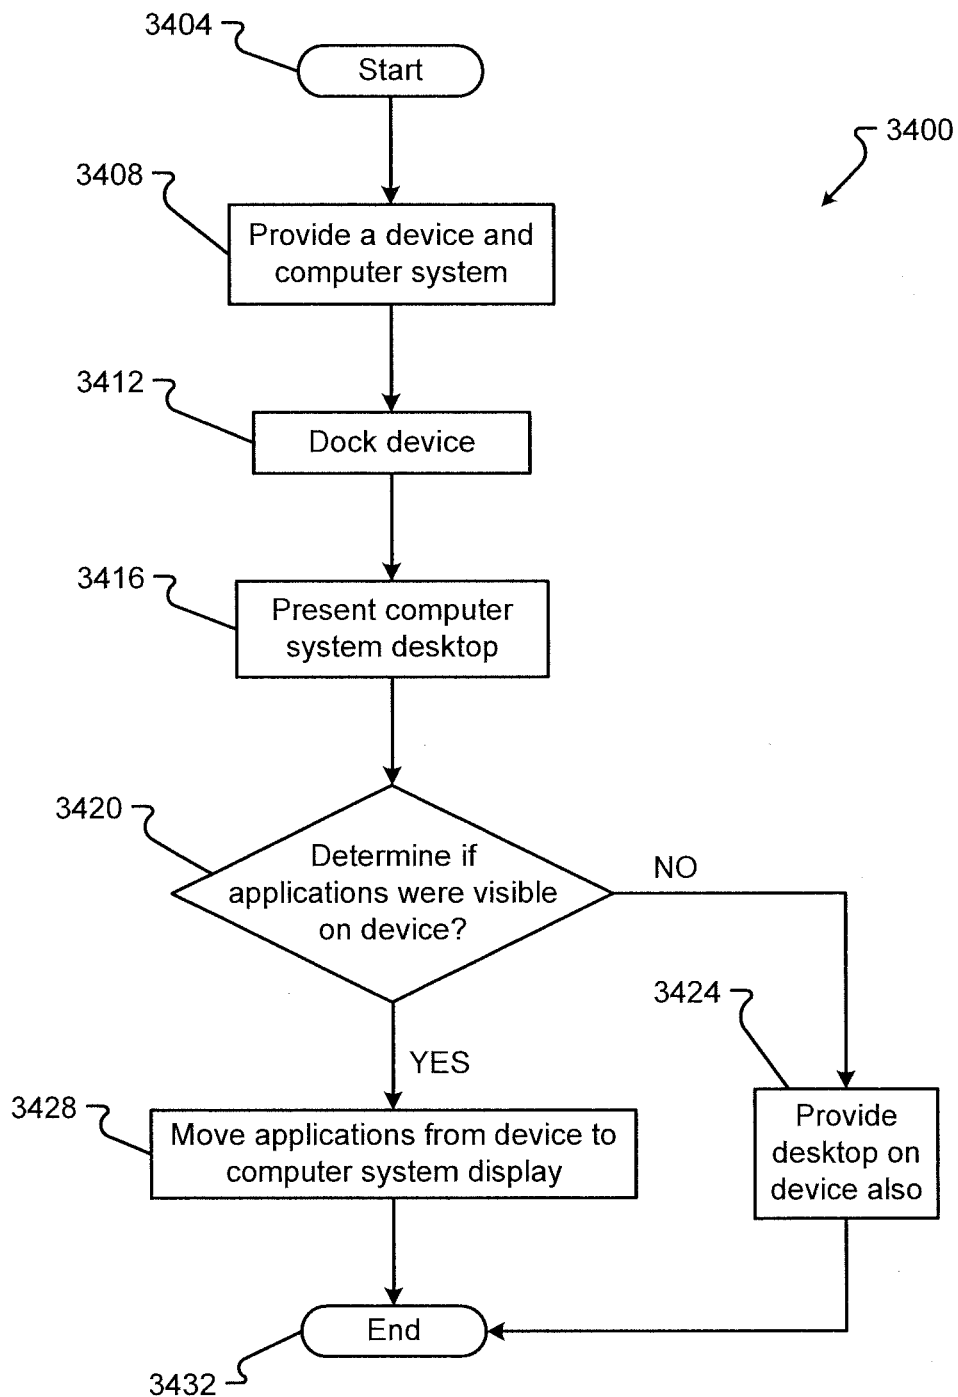 3404
Start
3400
3408
Provide a device and
computer system
3412
Dock device
3416
Present computer
system desktop
3420
Determine if
applications were visible
on device?
NO
3424
YES
Provide
desktop on
device also
3428
Move applications from device to
computer system display
End
3432